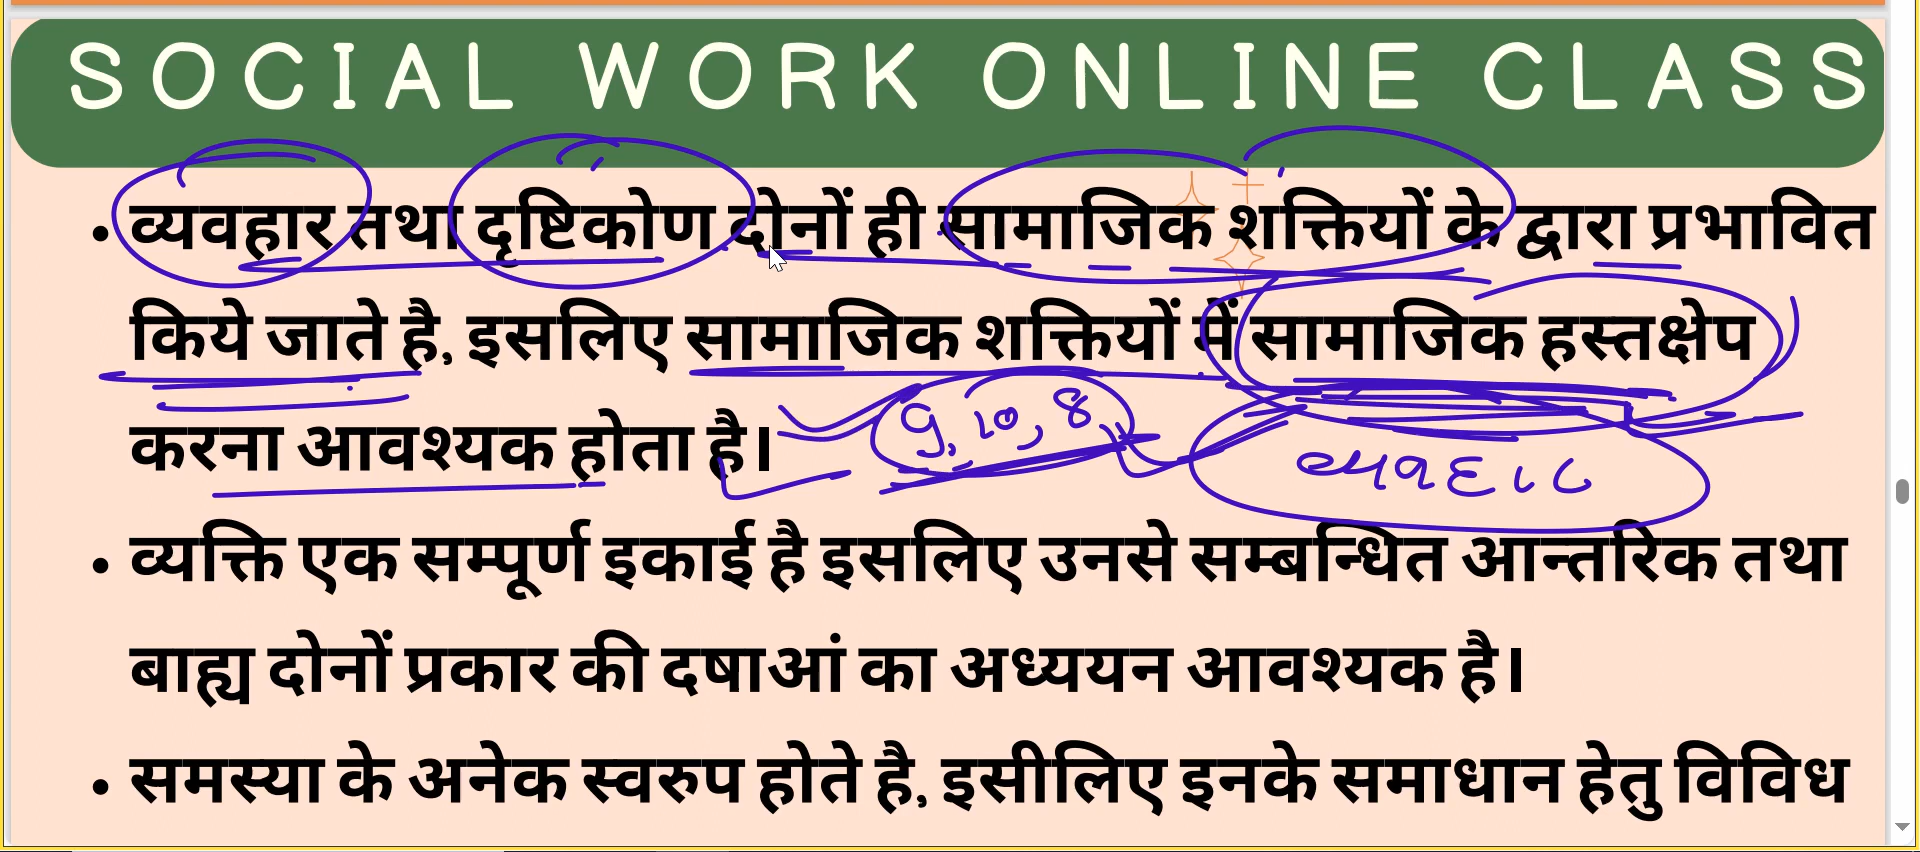 SOCIAL WORK ONLINE CLASS
• व्यवहार तथा दृष्टिकोण दोनों ही सामाजिक शक्तियों के द्वारा प्रभावित
किये जाते है, इसलिए सामाजिक शक्तियों में सामाजिक हस्तक्षेप
करना आवश्यक होता है।
9, 10, 8
व्यवहार
• व्यक्ति एक सम्पूर्ण इकाई है इसलिए उनसे सम्बन्धित आन्तरिक तथा
बाह्य दोनों प्रकार की दषाआं का अध्ययन आवश्यक है।
• समस्या के अनेक स्वरुप होते है, इसीलिए इनके समाधान हेतु विविध